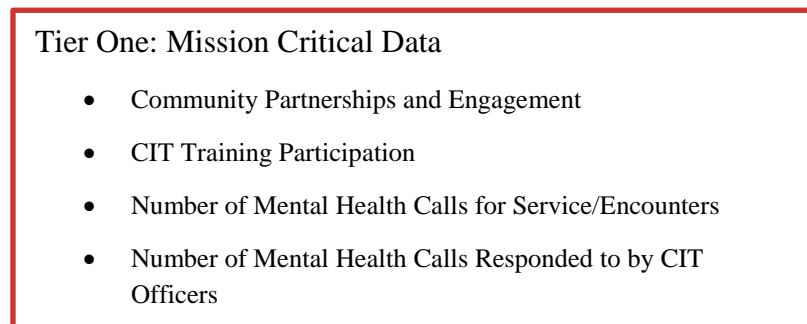 Tier One: Mission Critical Data
• Community Partnerships and Engagement
• CIT Training Participation
• Number of Mental Health Calls for Service/Encounters
• Number of Mental Health Calls Responded to by CIT
Officers